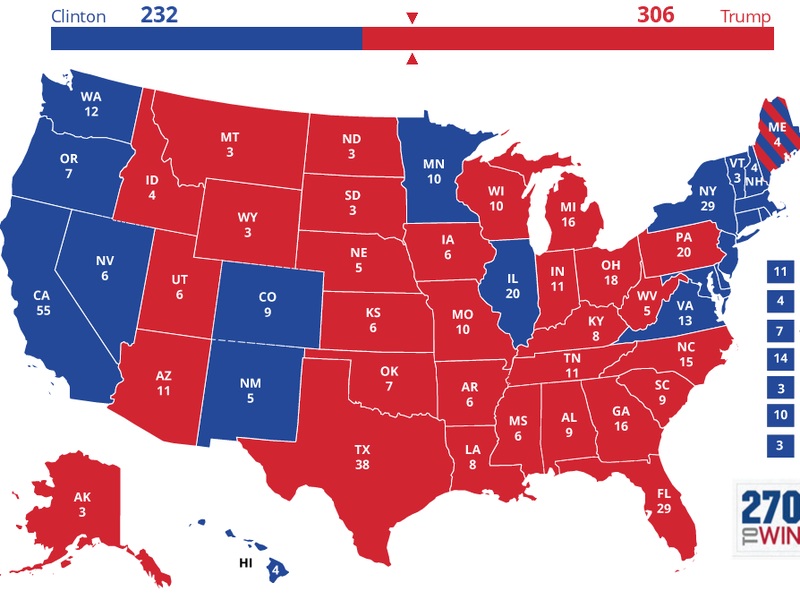 Clinton 232 306 Trump
WA
12
OR
7
CA
55
NV
6
ID
4
MT
3
WY
3
UT
6
AZ
11
CO
9
NM
5
ND
3
SD
3
NE
5
KS
6
OK
7
TX
38
MN
10
IA
6
MO
10
AR
6
LA
8
WI
10
IL
20
MI
16
IN
11
OH
18
KY
8
TN
11
MS
6
AL
9
GA
16
FL
29
SC
9
NC
15
VA
13
WV
5
PA
20
NY
29
VT
3
4
NH
ME
4
11
4
7
14
3
10
3
AK
3
HI
4
270
TO WIN